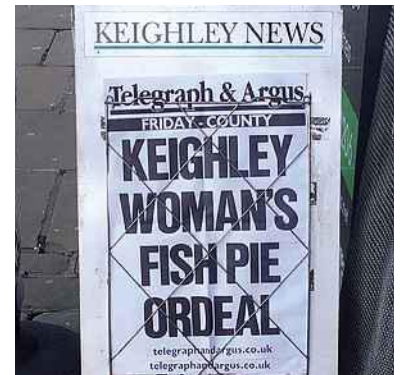 KEIGHLEY NEWS
Telegraph & Argus
FRIDAY - COUNTY
KEIGHLEY
WOMAN'S
FISH PIE
ORDEAL
telegraphandargus.co.uk
telegraphandargus.co.uk